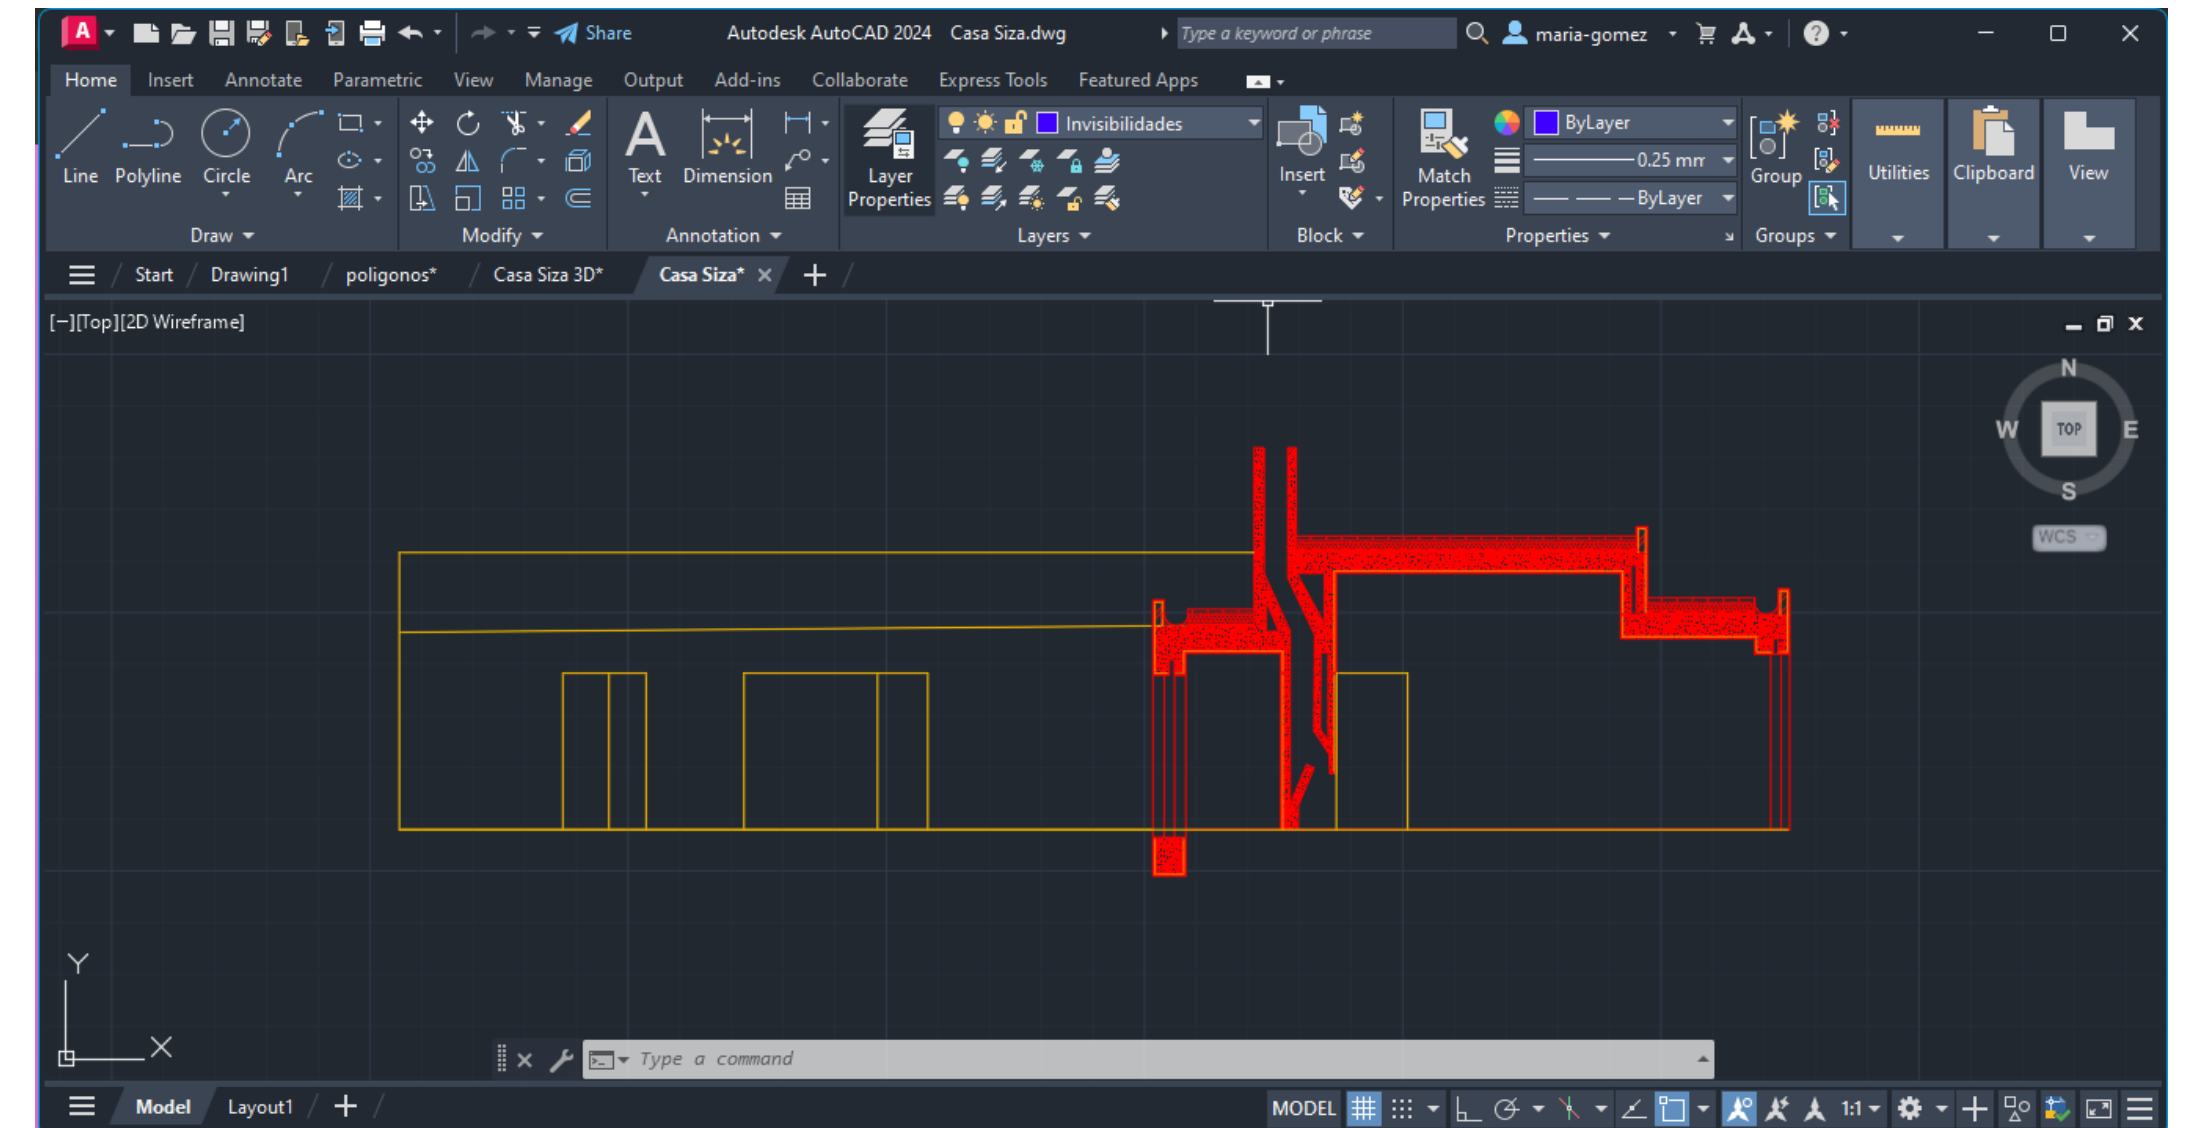 A Share Autodesk AutoCAD 2024 Casa Siza.dwg Type a keyword or phrase maria-gomez ?
Home Insert Annotate Parametric View Manage Output Add-ins Collaborate Express Tools Featured Apps
Line Polyline Circle Arc
A Text Dimension
Layer Properties
Invisibilidades
Insert
Match Properties
ByLayer
0.25 mm
ByLayer
Group
Utilities
Clipboard
View
Draw Modify Annotation Layers Block Properties Groups
Start Drawing1 poligonos* Casa Siza 3D* Casa Siza*
[−][Top][2D Wireframe]
N
W TOP E
S
WCS
Y
X
Type a command
Model Layout1 MODEL 1:1